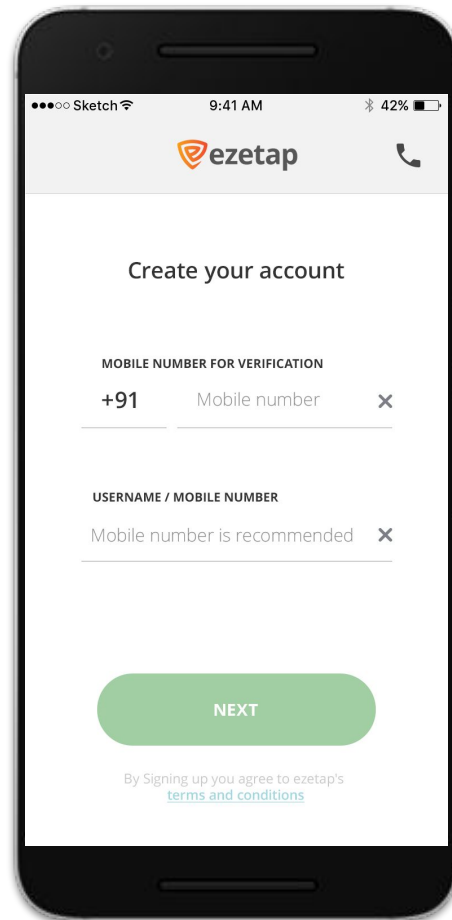 Sketch 9:41 AM 42%
ezetap
Create your account
MOBILE NUMBER FOR VERIFICATION
+91 Mobile number
USERNAME / MOBILE NUMBER
Mobile number is recommended
NEXT
By Signing up you agree to ezetap's
terms and conditions